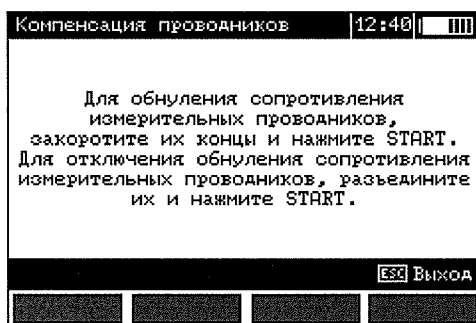 Компенсация проводников 12:40
Для обнуления сопротивления
измерительных проводников,
закоротите их концы и нажмите START.
Для отключения обнуления сопротивления
измерительных проводников, разъедините
их и нажмите START.
ESC Выход